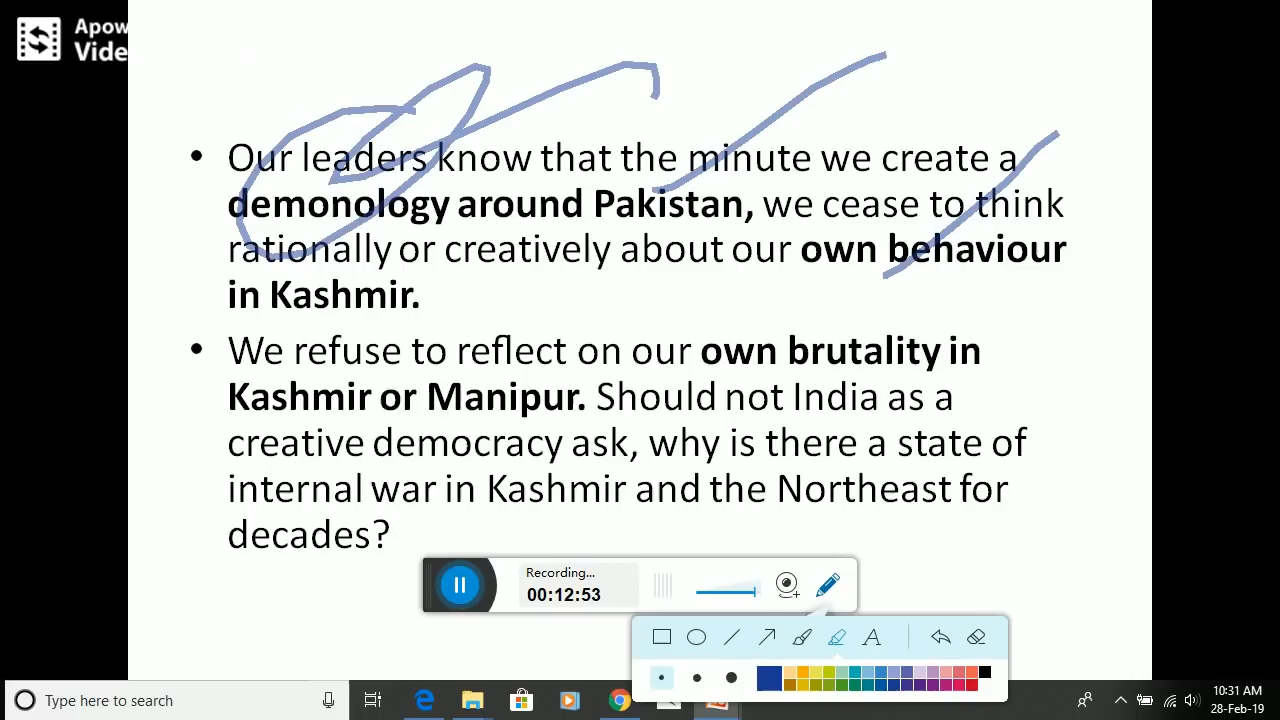 Apow
Vide
• Our leaders know that the minute we create a
demonology around Pakistan, we cease to think
rationally or creatively about our own behaviour
in Kashmir.
• We refuse to reflect on our own brutality in
Kashmir or Manipur. Should not India as a
creative democracy ask, why is there a state of
internal war in Kashmir and the Northeast for
decades?
Recording...
00:12:53
A
Type here to search
10:31 AM
28-Feb-19